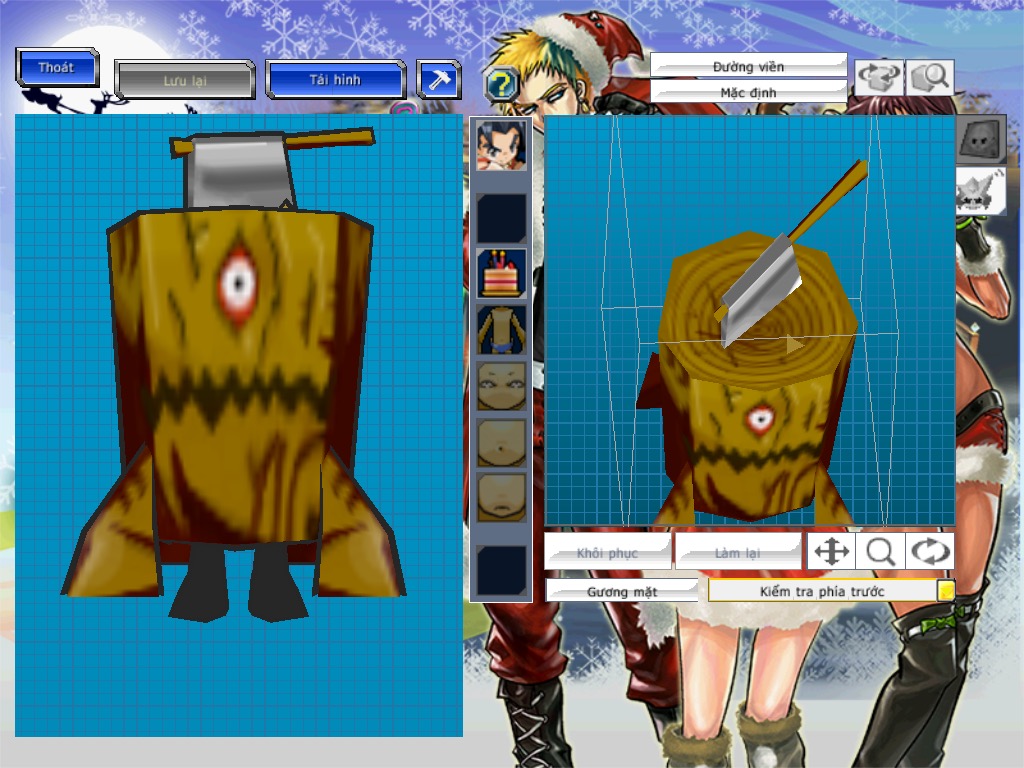 Thoát
Lưu lại
Tải hình
?
Đường viền
Mặc định
Khôi phục
Làm lại
Gương mặt
Kiểm tra phía trước